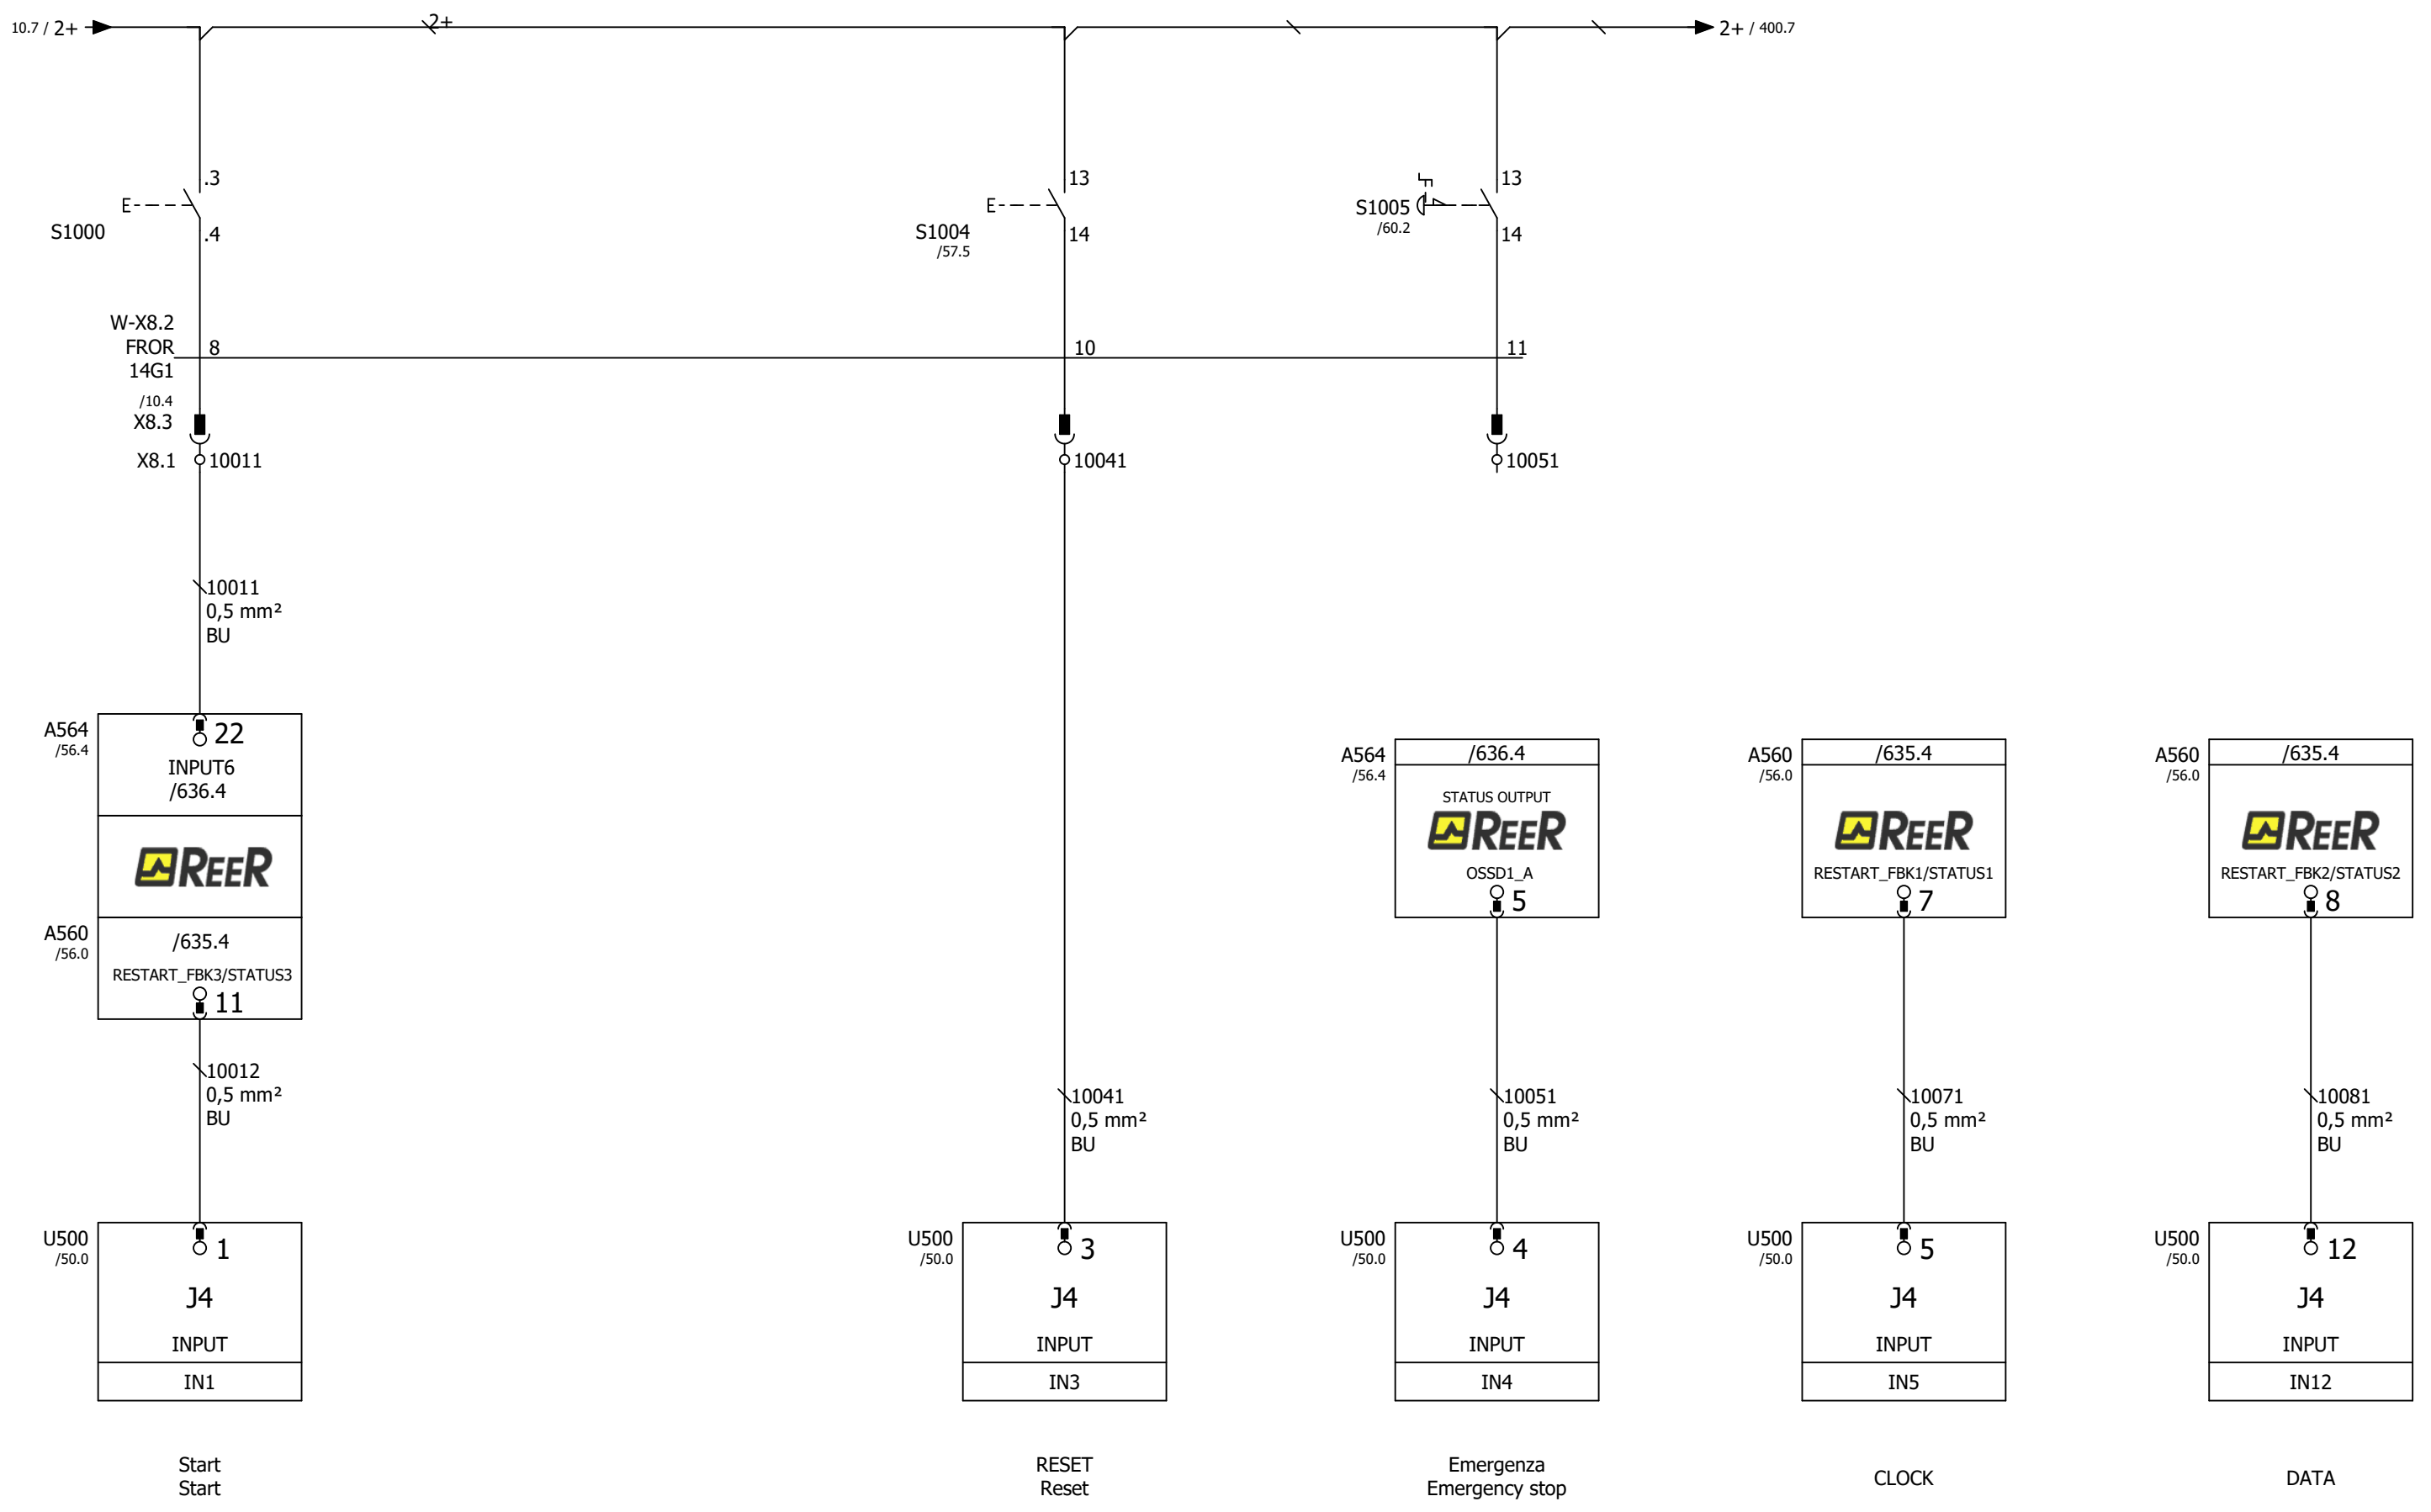 10.7 / 2+
2+
2+ / 400.7
.3
S1000
.4
13
S1004
14
/57.5
13
S1005
/60.2
14
W-X8.2
FROR
14G1
8
10
11
/10.4
X8.3
X8.1
10011
10041
10051
10011
0,5 mm²
BU
A564
/56.4
22
INPUT6
/636.4
REER
A560
/56.0
/635.4
RESTART_FBK3/STATUS3
11
A564
/56.4
/636.4
STATUS OUTPUT
REER
OSSD1_A
5
A560
/56.0
/635.4
REER
RESTART_FBK1/STATUS1
7
A560
/56.0
/635.4
REER
RESTART_FBK2/STATUS2
8
10012
0,5 mm²
BU
10041
0,5 mm²
BU
10051
0,5 mm²
BU
10071
0,5 mm²
BU
10081
0,5 mm²
BU
U500
/50.0
1
J4
INPUT
IN1
U500
/50.0
3
J4
INPUT
IN3
U500
/50.0
4
J4
INPUT
IN4
U500
/50.0
5
J4
INPUT
IN5
U500
/50.0
12
J4
INPUT
IN12
Start
Start
RESET
Reset
Emergenza
Emergency stop
CLOCK
DATA